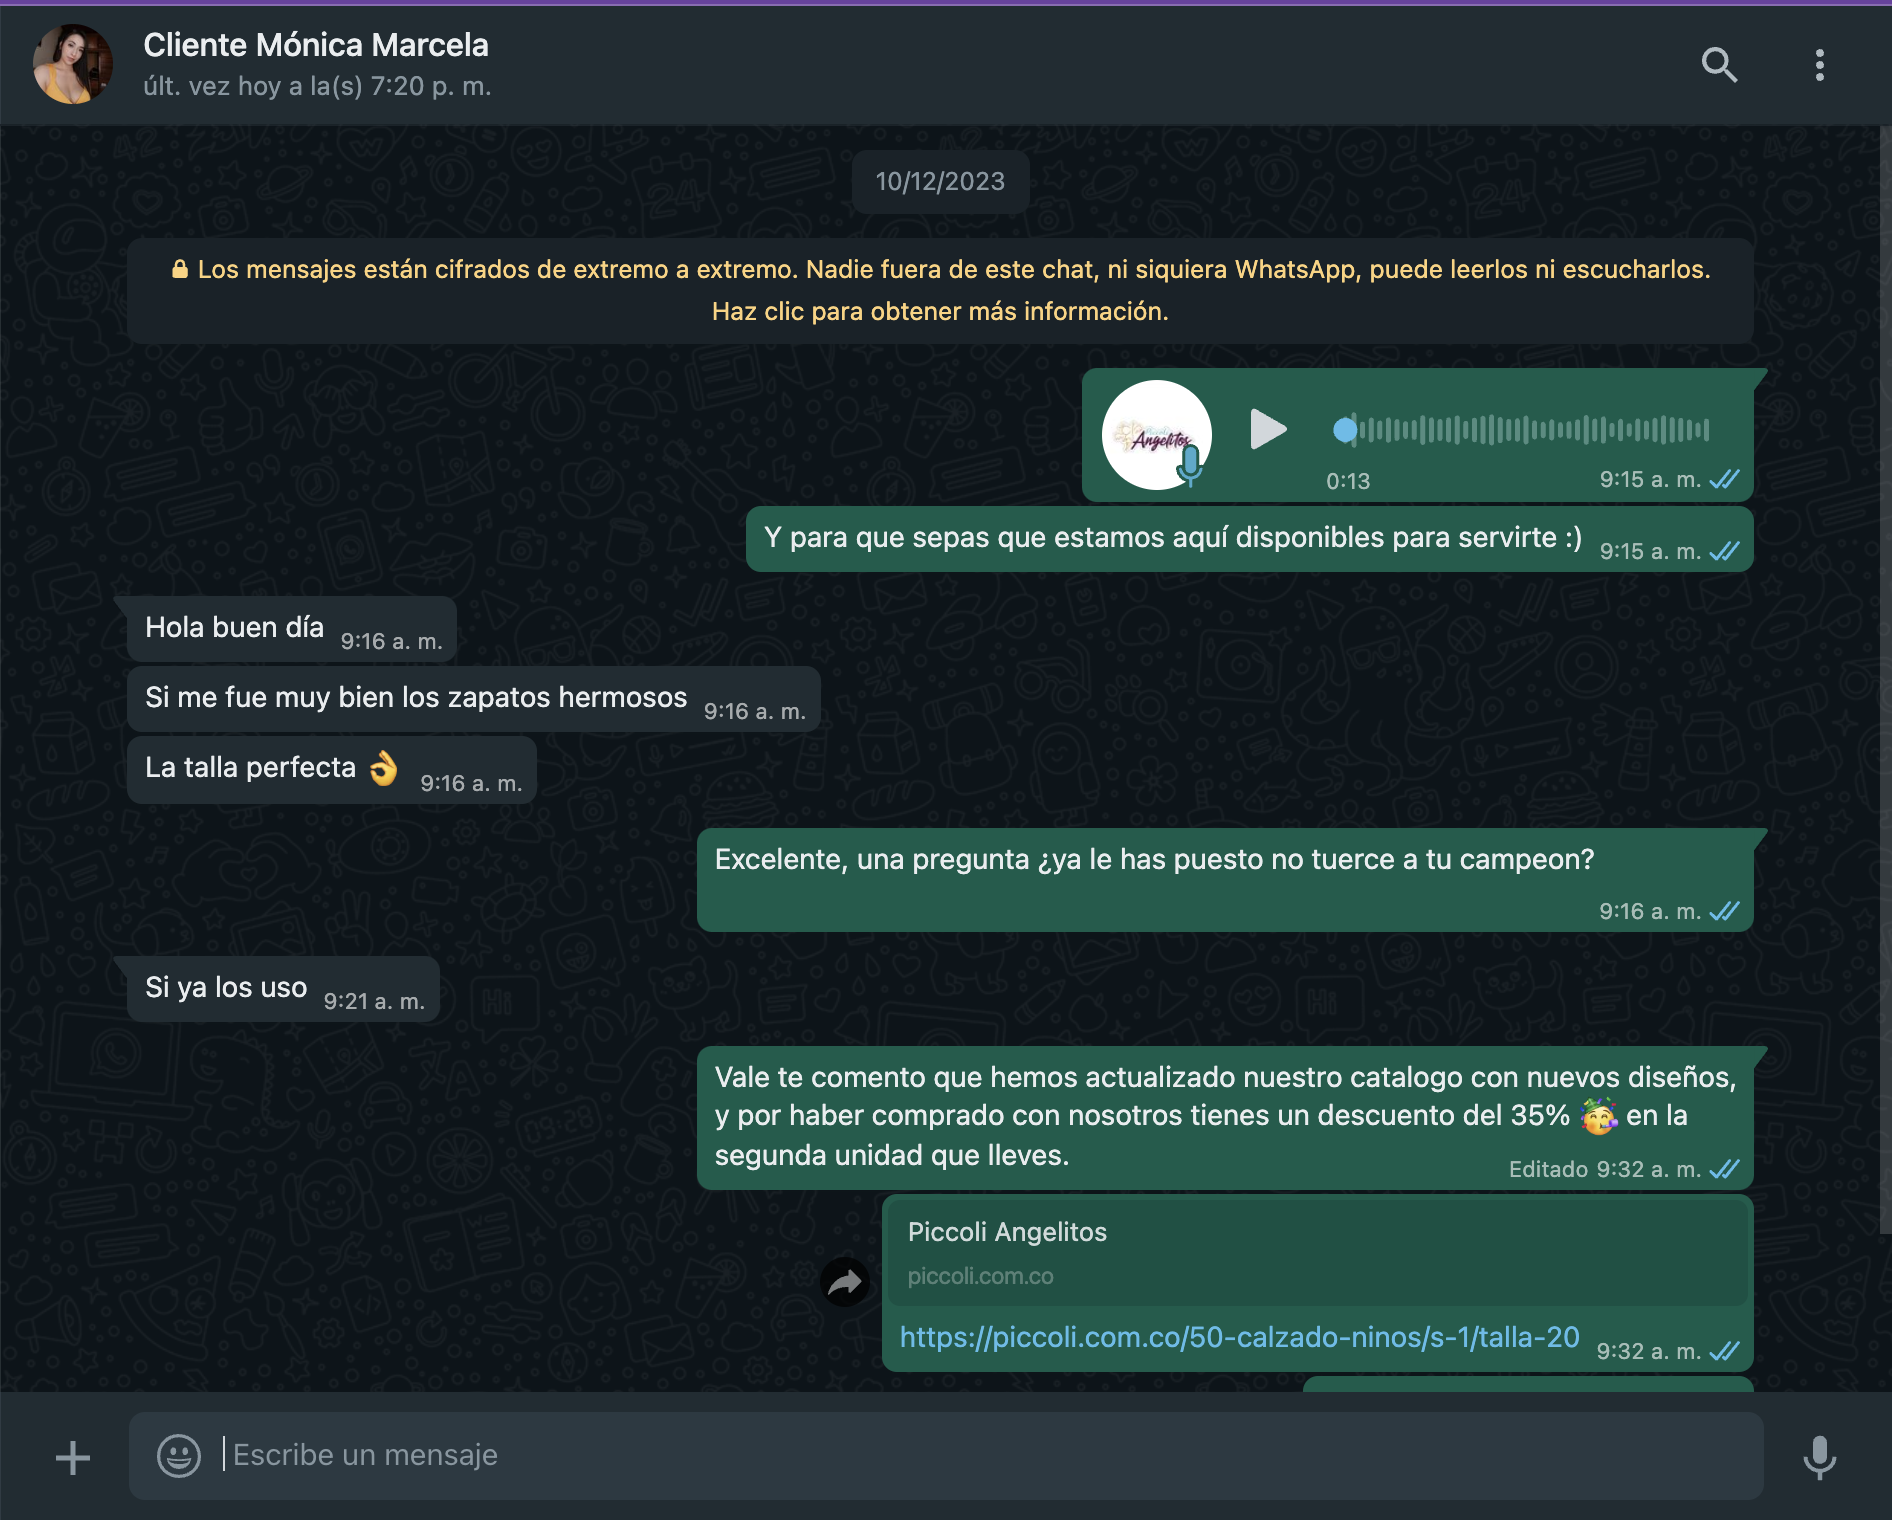 Cliente Mónica Marcela
últ. vez hoy a la(s) 7:20 p. m.
10/12/2023
Los mensajes están cifrados de extremo a extremo. Nadie fuera de este chat, ni siquiera WhatsApp, puede leerlos ni escucharlos.
Haz clic para obtener más información.
Angelitos
0:13
9:15 a. m.
Y para que sepas que estamos aquí disponibles para servirte :) 9:15 a. m.
Hola buen día 9:16 a. m.
Si me fue muy bien los zapatos hermosos 9:16 a. m.
La talla perfecta 👌 9:16 a. m.
Excelente, una pregunta ¿ya le has puesto no tuerce a tu campeon?
9:16 a. m.
Si ya los uso 9:21 a. m.
Vale te comento que hemos actualizado nuestro catalogo con nuevos diseños,
y por haber comprado con nosotros tienes un descuento del 35% 🥳 en la
segunda unidad que lleves.
Editado 9:32 a. m.
Piccoli Angelitos
piccoli.com.co
https://piccoli.com.co/50-calzado-ninos/s-1/talla-20 9:32 a. m.
Escribe un mensaje